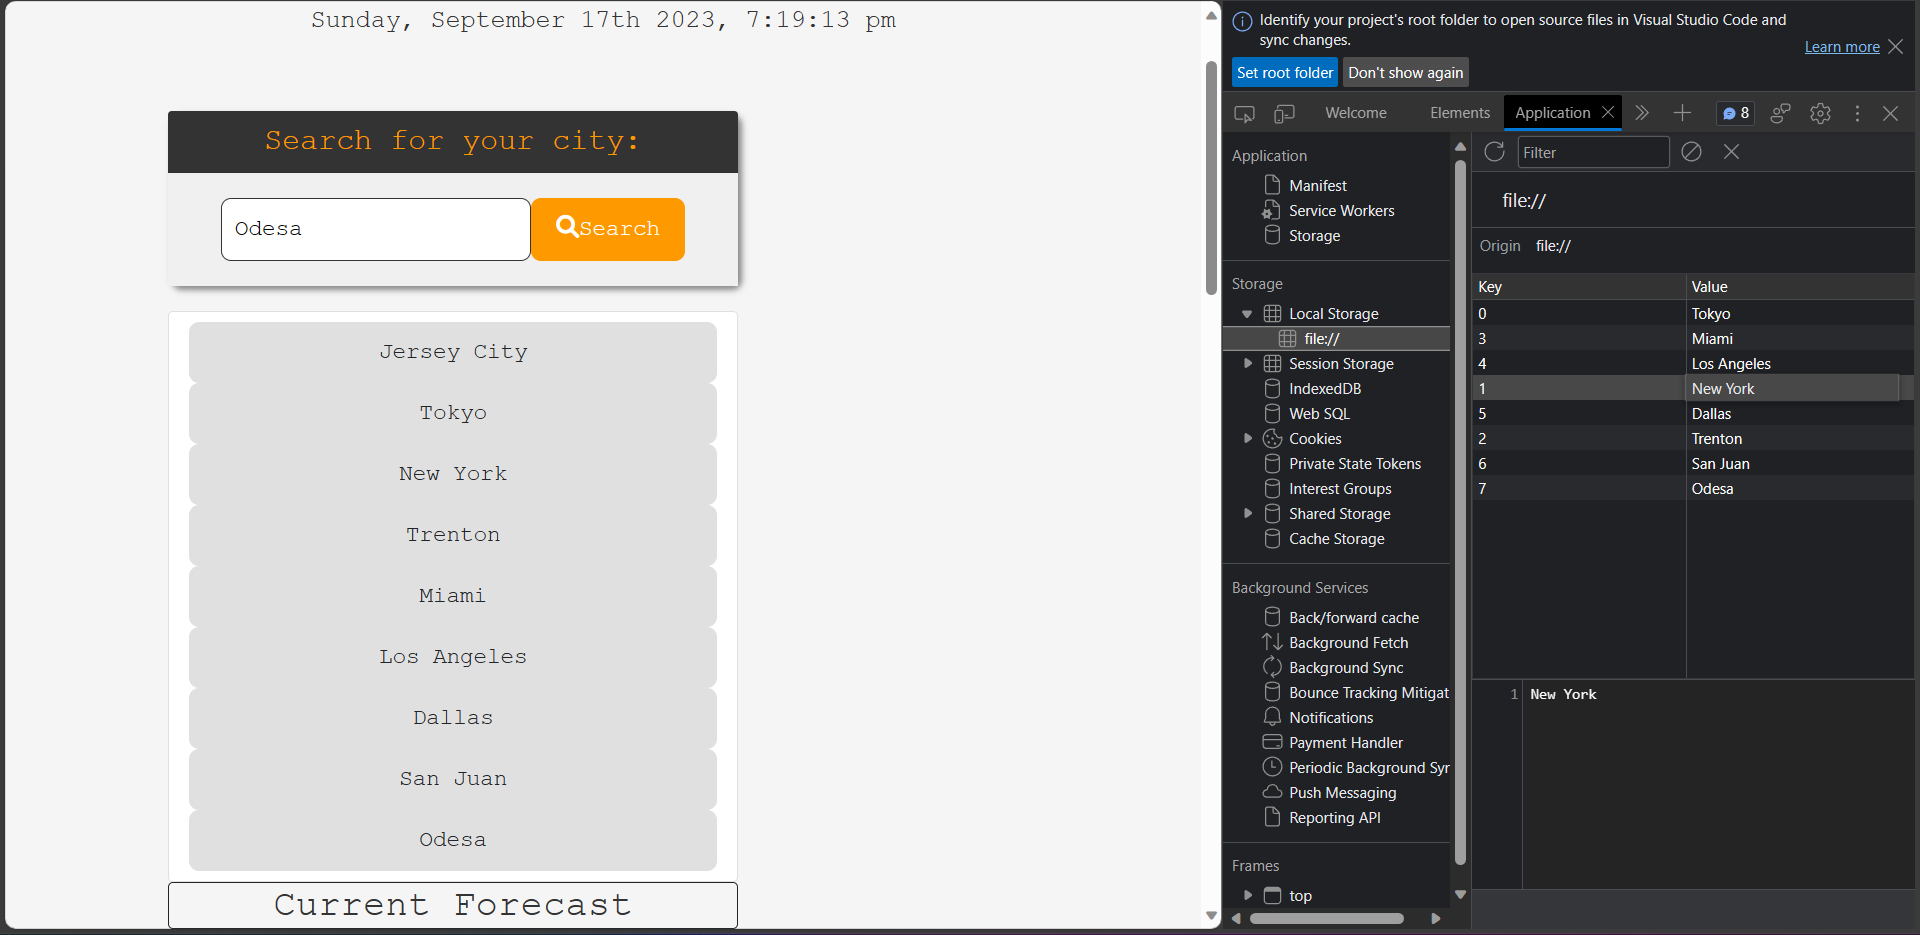 Sunday, September 17th 2023, 7:19:13 pm
Search for your city:
Odesa
Search
Jersey City
Tokyo
New York
Trenton
Miami
Los Angeles
Dallas
San Juan
Odesa
Current Forecast
Identify your project's root folder to open source files in Visual Studio Code and
sync changes.
Learn more
Set root folder
Don't show again
Welcome
Elements
Application
8
Application
Manifest
Service Workers
Storage
Storage
Local Storage
file://
Session Storage
IndexedDB
Web SQL
Cookies
Private State Tokens
Interest Groups
Shared Storage
Cache Storage
Background Services
Back/forward cache
Background Fetch
Background Sync
Bounce Tracking Mitigat
Notifications
Payment Handler
Periodic Background Syr
Push Messaging
Reporting API
Frames
top
Filter
file://
Origin file://
Key Value
0 Tokyo
3 Miami
4 Los Angeles
1 New York
5 Dallas
2 Trenton
6 San Juan
7 Odesa
1 New York